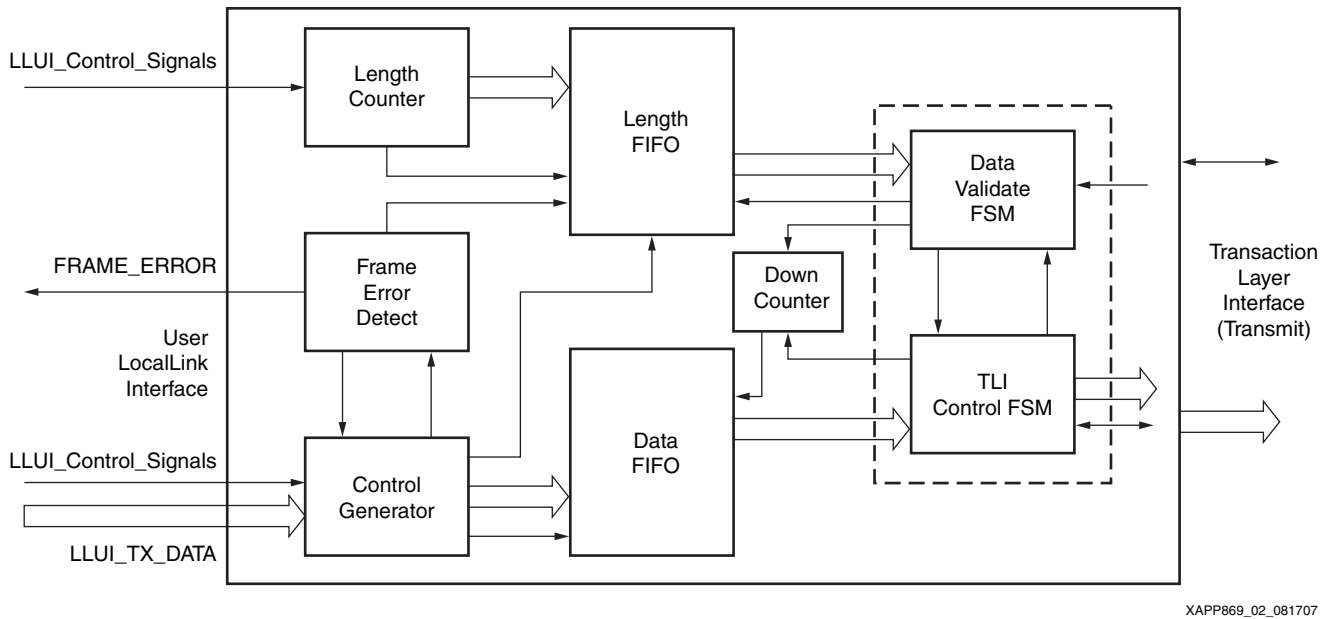 LLUI_Control_Signals
Length
Counter
Length
FIFO
Data
Validate
FSM
FRAME_ERROR
Frame
Error
Detect
Down
Counter
Transaction
Layer
Interface
(Transmit)
User
LocalLink
Interface
TLI
Control FSM
LLUI_Control_Signals
Control
Generator
Data
FIFO
LLUI_TX_DATA
XAPP869_02_081707